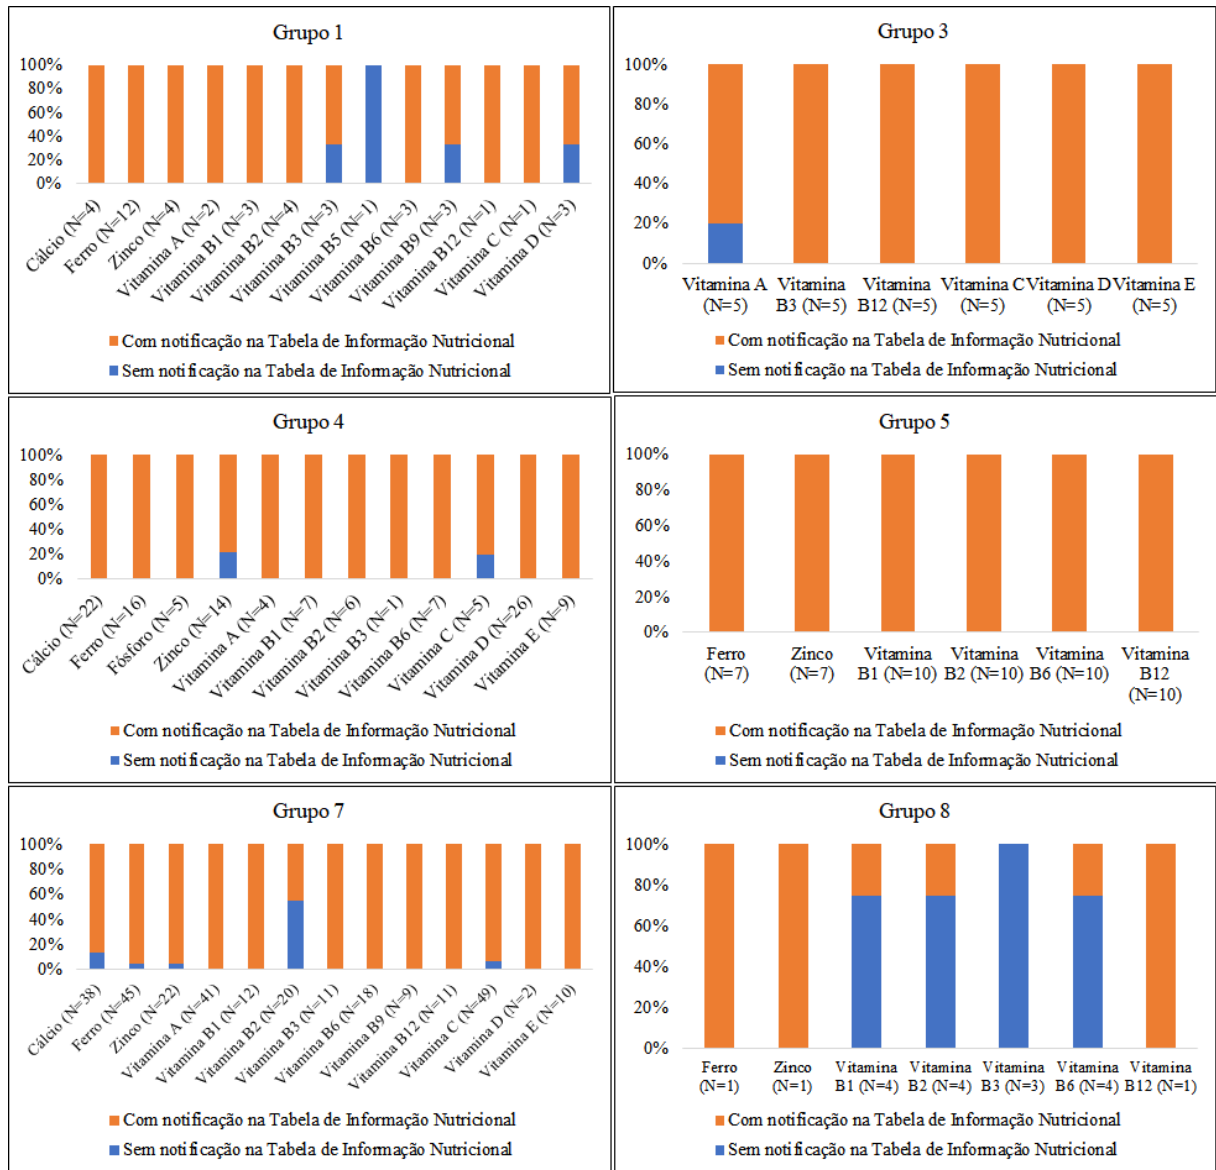 Grupo 1
100%
80%
60%
40%
20%
0%
Cálcio (N=4)
Ferro (N=12)
Zinco (N=4)
Vitamina A (N=2)
Vitamina B1 (N=3)
Vitamina B2 (N=4)
Vitamina B3 (N=3)
Vitamina B5 (N=1)
Vitamina B6 (N=3)
Vitamina B9 (N=3)
Vitamina B12 (N=1)
Vitamina C (N=1)
Vitamina D (N=3)
Com notificação na Tabela de Informação Nutricional
Sem notificação na Tabela de Informação Nutricional
Grupo 3
100%
80%
60%
40%
20%
0%
Vitamina A
(N=5)
Vitamina
B3 (N=5)
Vitamina
B12 (N=5)
Vitamina C
(N=5)
Vitamina D
(N=5)
Vitamina E
(N=5)
Com notificação na Tabela de Informação Nutricional
Sem notificação na Tabela de Informação Nutricional
Grupo 4
100%
80%
60%
40%
20%
0%
Cálcio (N=22)
Ferro (N=16)
Fósforo (N=5)
Zinco (N=14)
Vitamina A (N=4)
Vitamina B1 (N=7)
Vitamina B2 (N=6)
Vitamina B3 (N=1)
Vitamina B6 (N=7)
Vitamina C (N=5)
Vitamina D (N=26)
Vitamina E (N=9)
Com notificação na Tabela de Informação Nutricional
Sem notificação na Tabela de Informação Nutricional
Grupo 5
100%
80%
60%
40%
20%
0%
Ferro
(N=7)
Zinco
(N=7)
Vitamina
B1 (N=10)
Vitamina
B2 (N=10)
Vitamina
B6 (N=10)
Vitamina
B12
(N=10)
Com notificação na Tabela de Informação Nutricional
Sem notificação na Tabela de Informação Nutricional
Grupo 7
100%
80%
60%
40%
20%
0%
Cálcio (N=38)
Ferro (N=45)
Zinco (N=22)
Vitamina A (N=41)
Vitamina B1 (N=12)
Vitamina B2 (N=20)
Vitamina B3 (N=11)
Vitamina B6 (N=18)
Vitamina B9 (N=9)
Vitamina B12 (N=11)
Vitamina C (N=49)
Vitamina D (N=2)
Vitamina E (N=10)
Com notificação na Tabela de Informação Nutricional
Sem notificação na Tabela de Informação Nutricional
Grupo 8
100%
80%
60%
40%
20%
0%
Ferro
(N=1)
Zinco
(N=1)
Vitamina
B1 (N=4)
Vitamina
B2 (N=4)
Vitamina
B3 (N=3)
Vitamina
B6 (N=4)
Vitamina
B12 (N=1)
Com notificação na Tabela de Informação Nutricional
Sem notificação na Tabela de Informação Nutricional